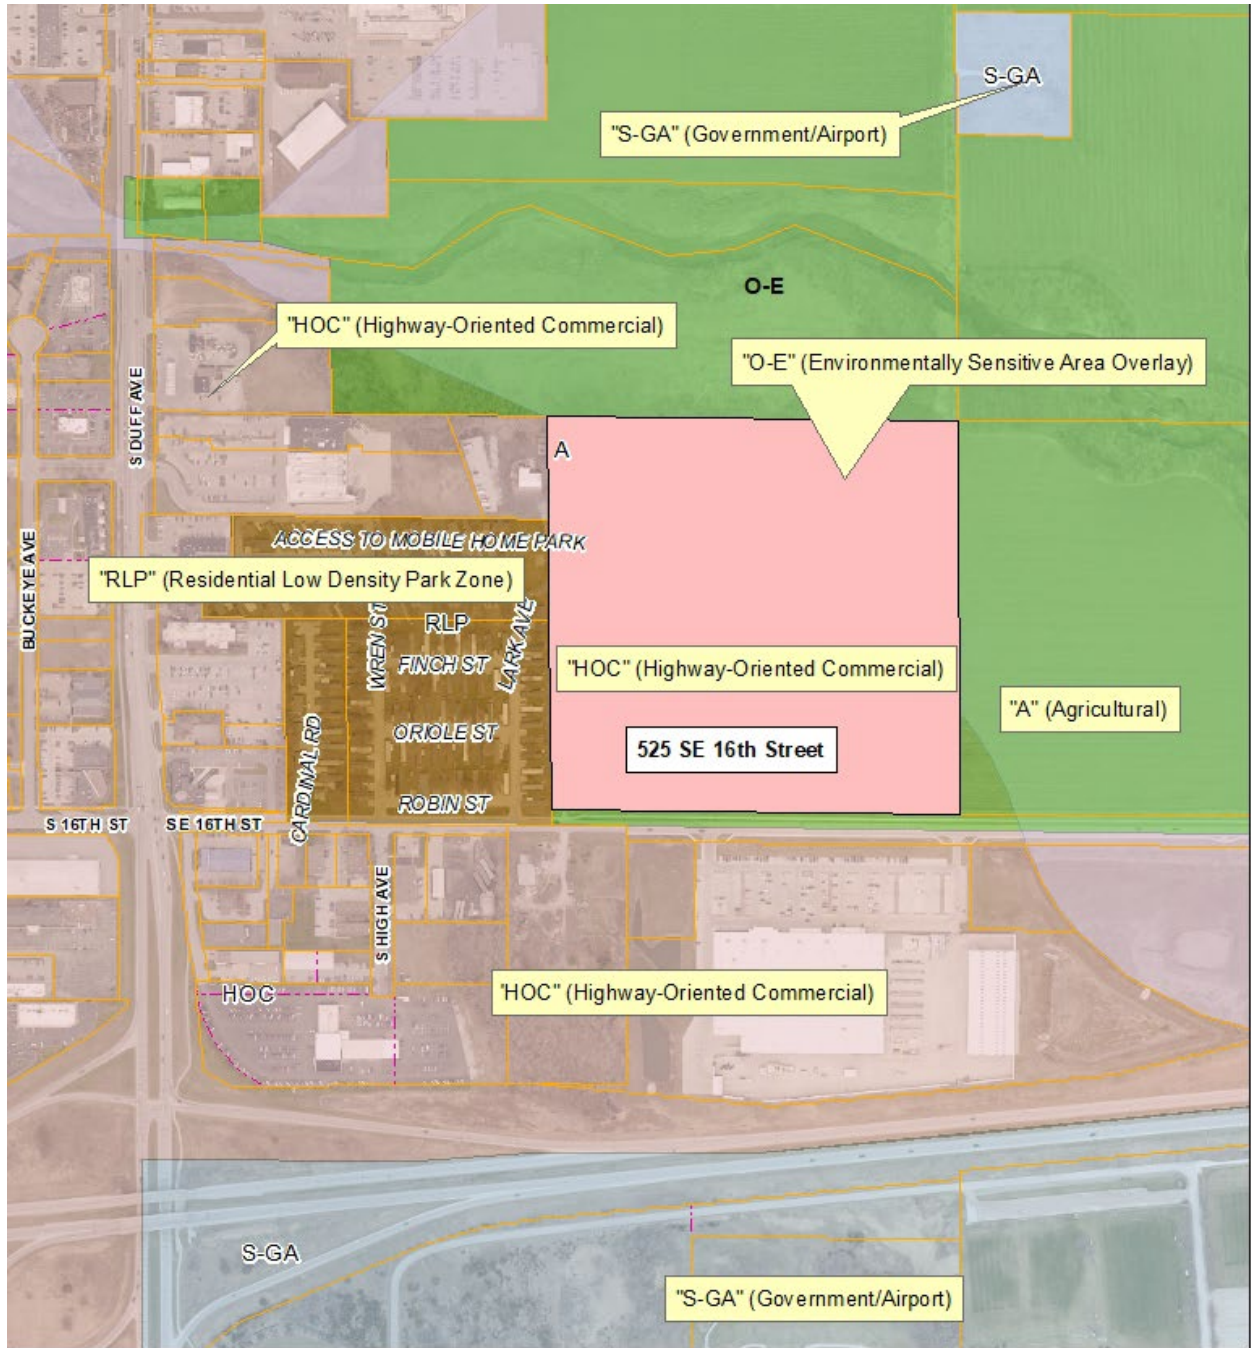 S-GA
"S-GA" (Government/Airport)
O-E
"HOC" (Highway-Oriented Commercial)
"O-E" (Environmentally Sensitive Area Overlay)
S DUFF AVE
A
BUCKEYE AVE
ACCESS TO MOBILE HOME PARK
"RLP" (Residential Low Density Park Zone)
WREN ST
RLP
LARK AVE
FINCH ST
"HOC" (Highway-Oriented Commercial)
"A" (Agricultural)
CARDINAL RD
ORIOLE ST
525 SE 16th Street
ROBIN ST
S 16TH ST
SE 16TH ST
S HIGH AVE
HOC
"HOC" (Highway-Oriented Commercial)
S-GA
"S-GA" (Government/Airport)